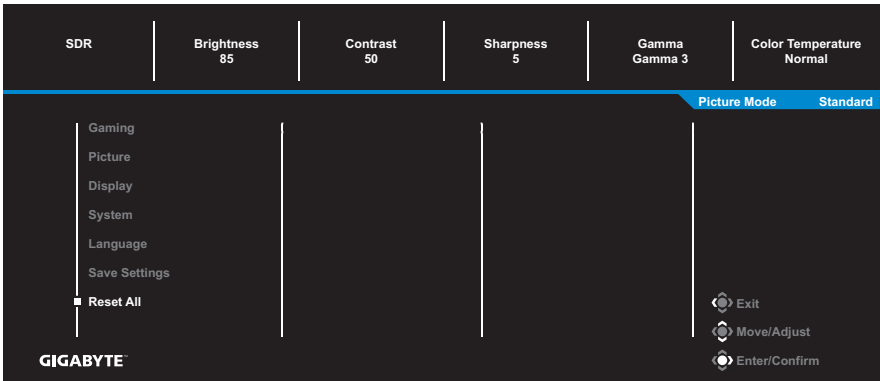 SDR
Brightness
85
Contrast
50
Sharpness
5
Gamma
Gamma 3
Color Temperature
Normal
Picture Mode Standard
Gaming
Picture
Display
System
Language
Save Settings
Reset All
Exit
Move/Adjust
Enter/Confirm
GIGABYTE™